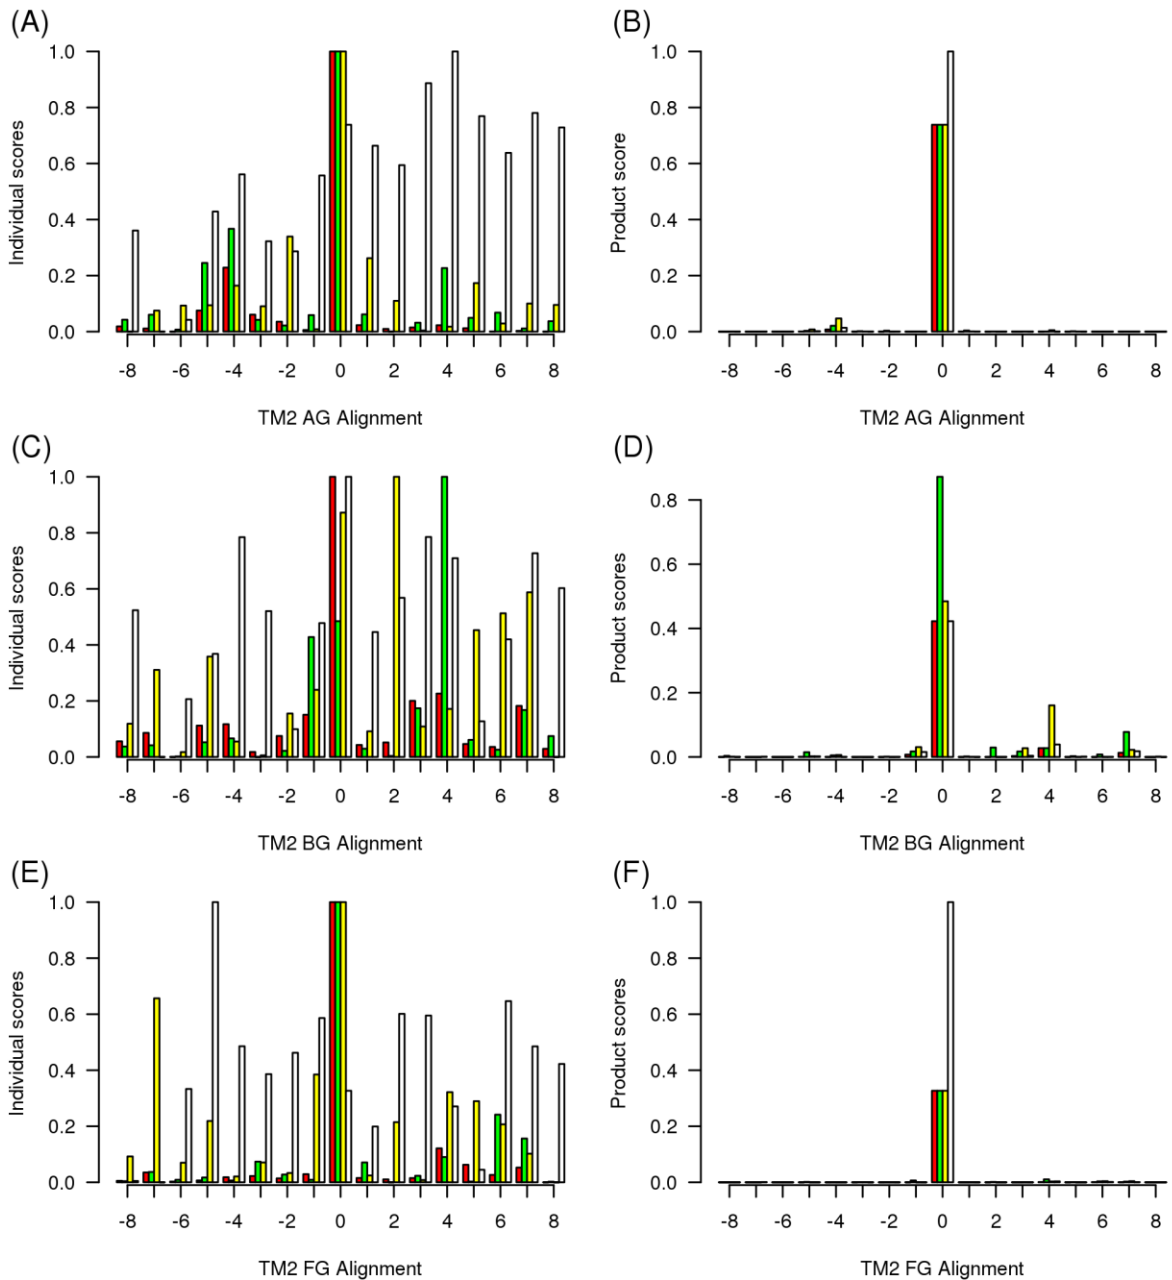 (A)
Individual scores
1.0
0.8
0.6
0.4
0.2
0.0
-8 -6 -4 -2 0 2 4 6 8
TM2 AG Alignment
(B)
Product score
1.0
0.8
0.6
0.4
0.2
0.0
-8 -6 -4 -2 0 2 4 6 8
TM2 AG Alignment
(C)
Individual scores
1.0
0.8
0.6
0.4
0.2
0.0
-8 -6 -4 -2 0 2 4 6 8
TM2 BG Alignment
(D)
Product scores
0.8
0.6
0.4
0.2
0.0
-8 -6 -4 -2 0 2 4 6 8
TM2 BG Alignment
(E)
Individual scores
1.0
0.8
0.6
0.4
0.2
0.0
-8 -6 -4 -2 0 2 4 6 8
TM2 FG Alignment
(F)
Product scores
1.0
0.8
0.6
0.4
0.2
0.0
-8 -6 -4 -2 0 2 4 6 8
TM2 FG Alignment